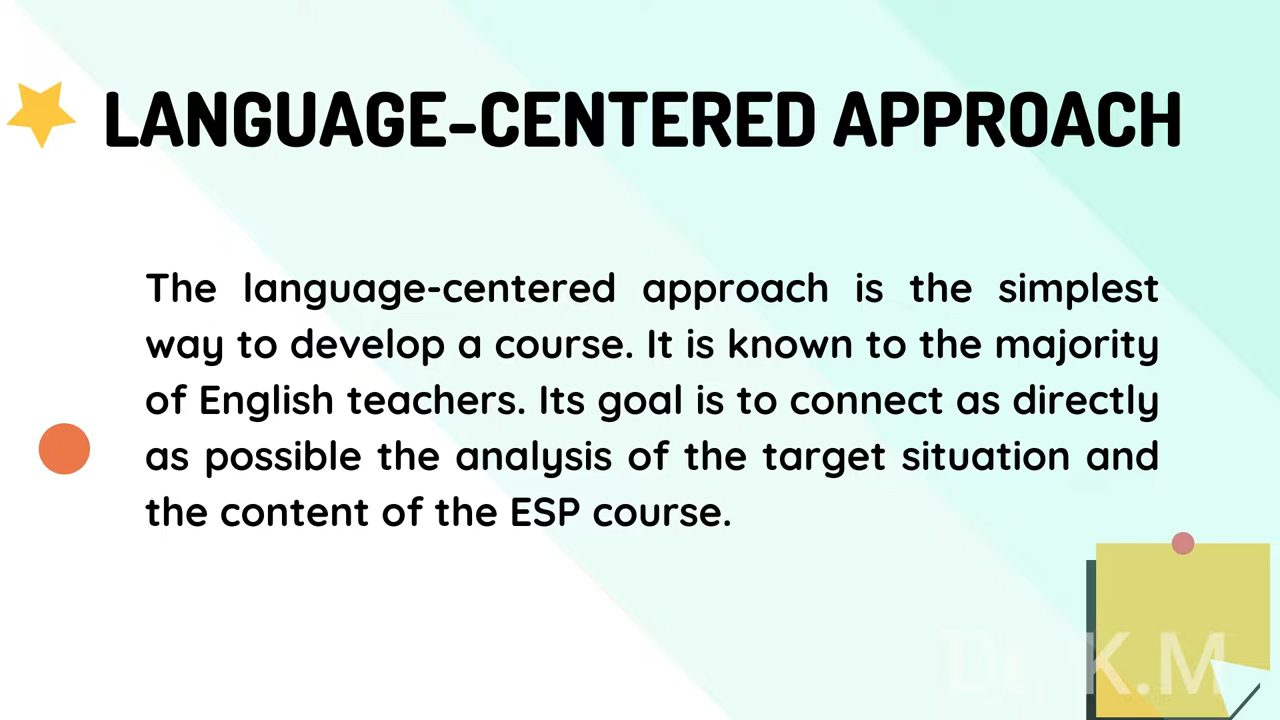 LANGUAGE-CENTERED APPROACH
The language-centered approach is the simplest
way to develop a course. It is known to the majority
of English teachers. Its goal is to connect as directly
as possible the analysis of the target situation and
the content of the ESP course.
Dr. K.M